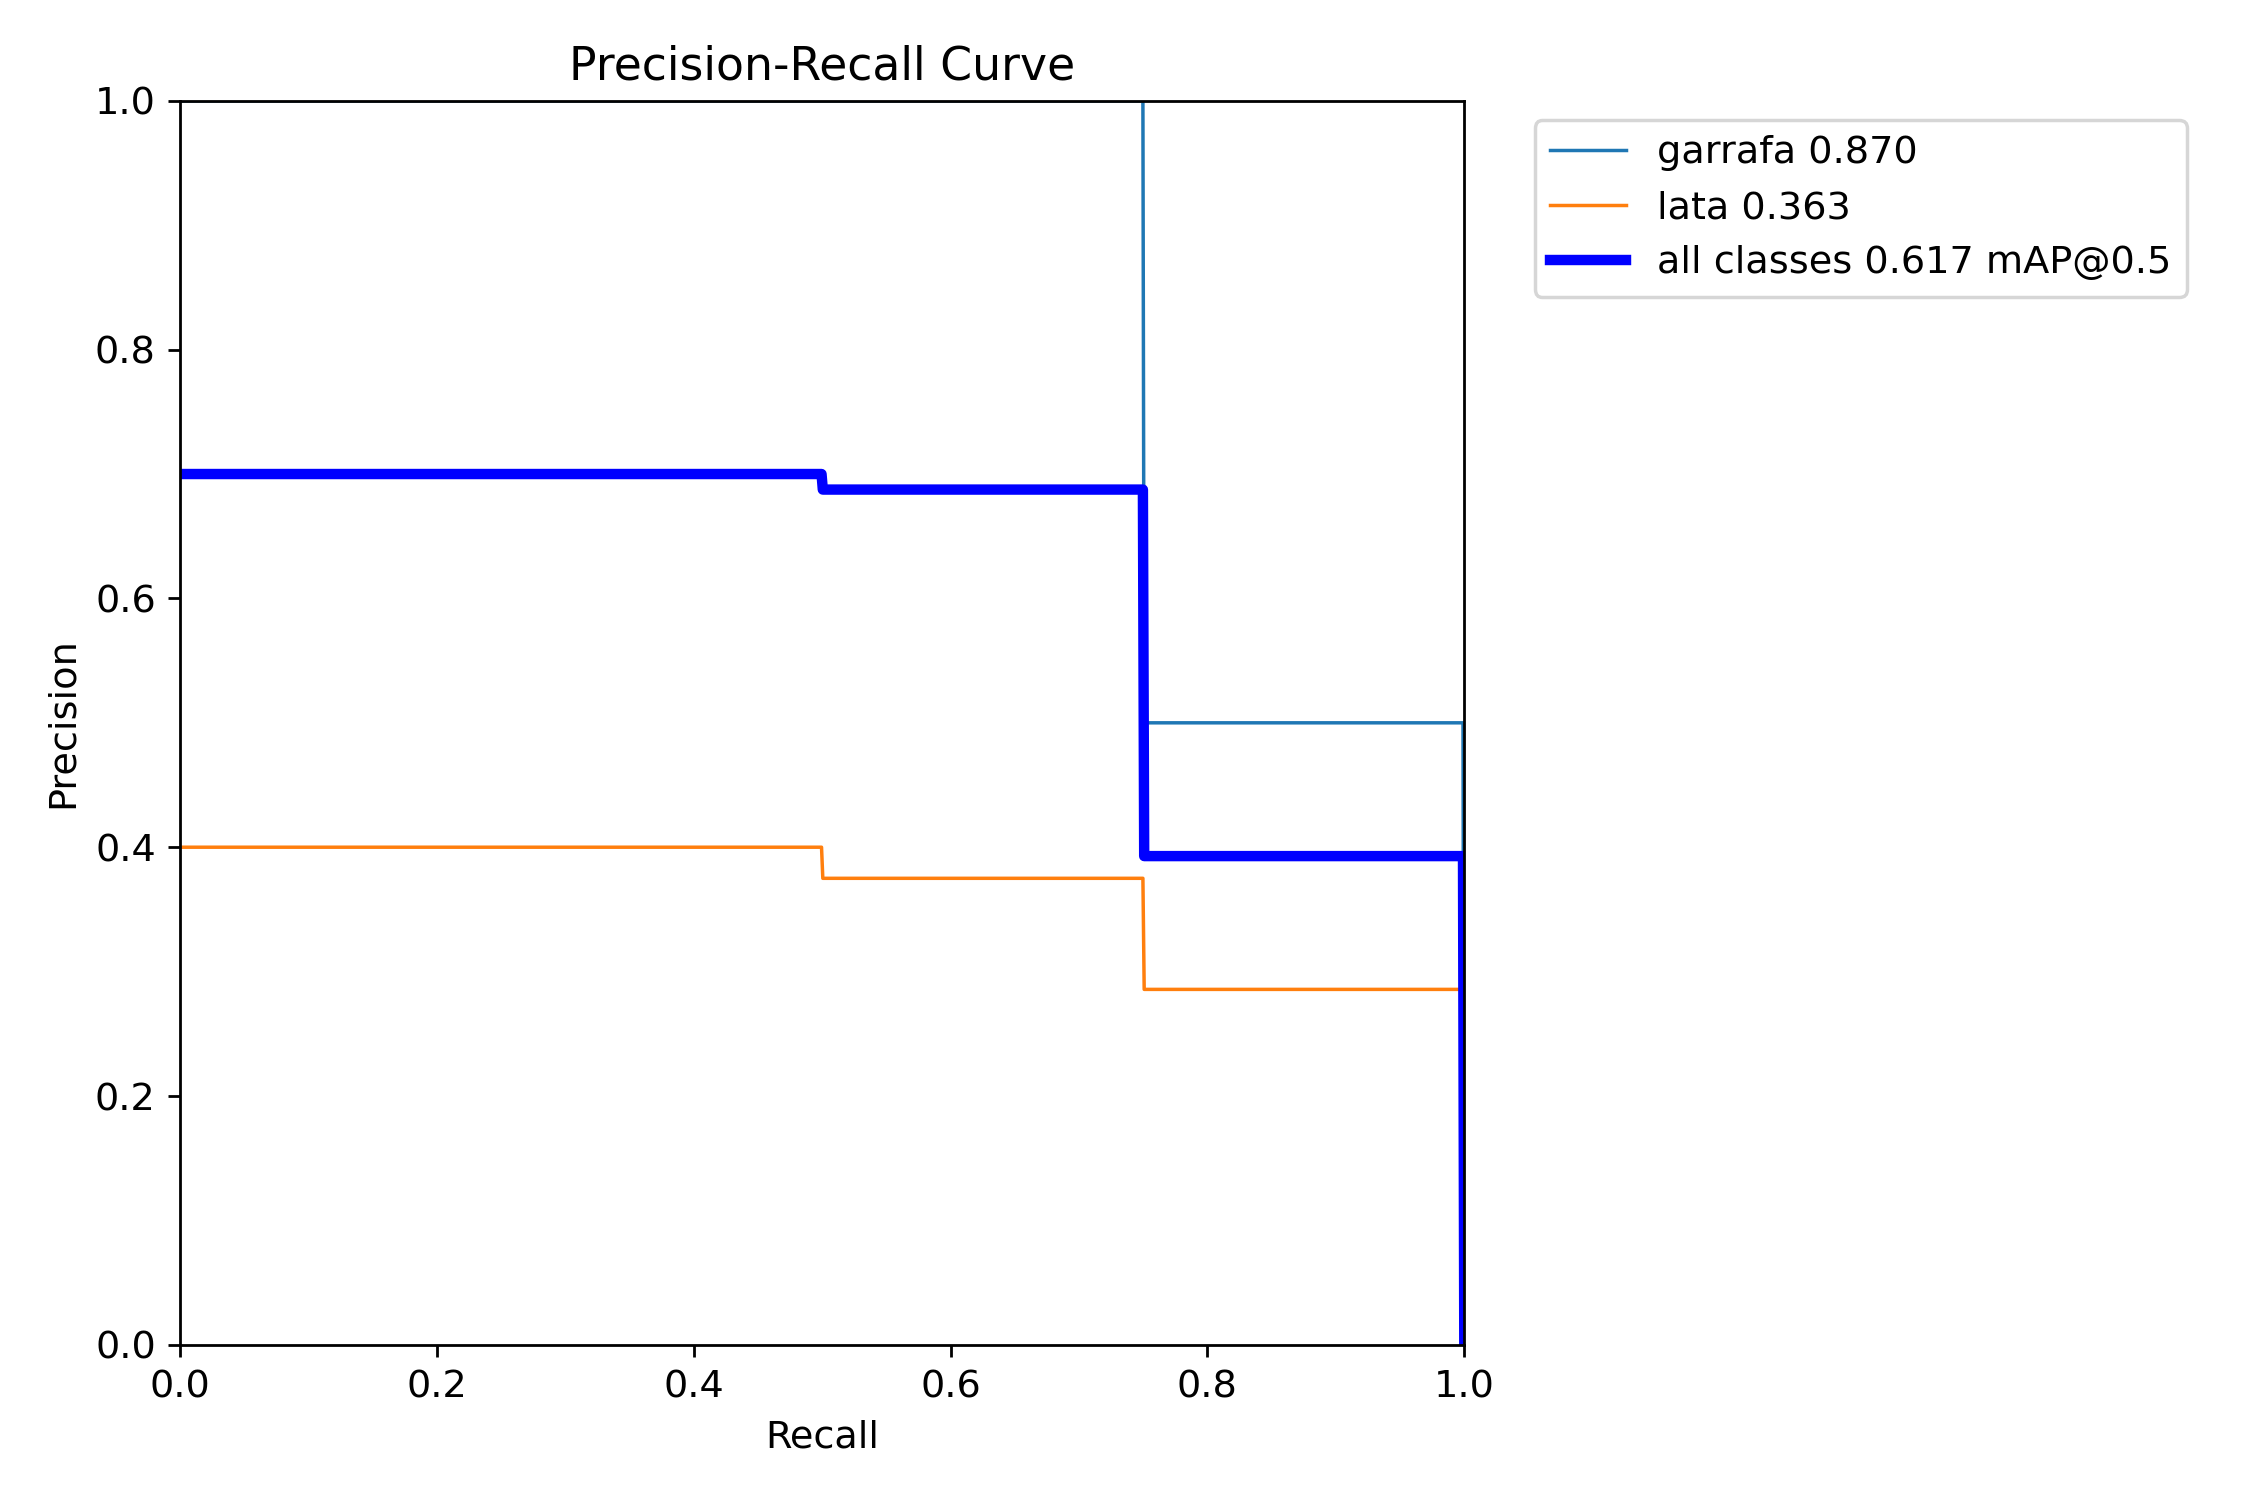 Precision-Recall Curve
1.0
0.8
0.6
0.4
0.2
0.0
Precision
0.0 0.2 0.4 0.6 0.8 1.0
Recall
garrafa 0.870
lata 0.363
all classes 0.617 mAP@0.5